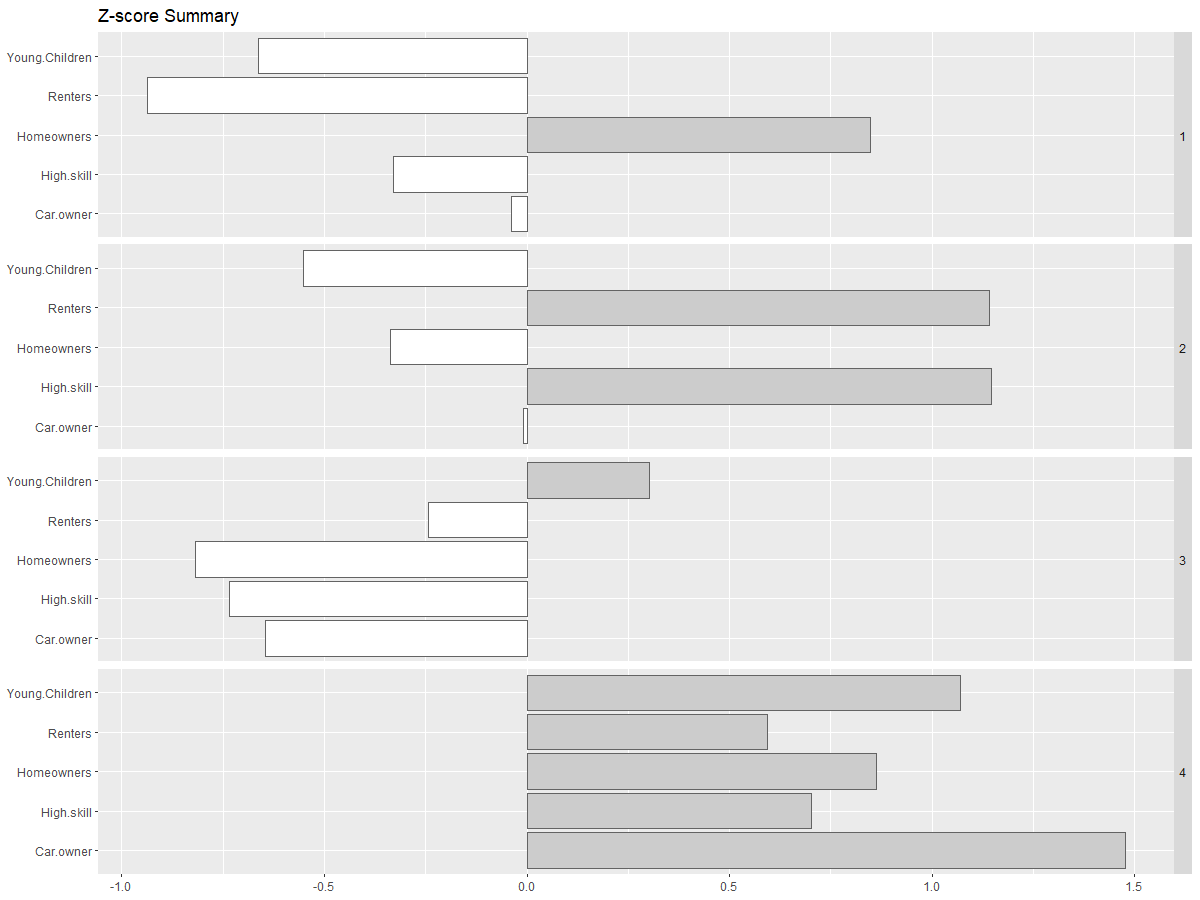 Z-score Summary
Young.Children
Renters
Homeowners
High.skill
Car.owner
1
Young.Children
Renters
Homeowners
High.skill
Car.owner
2
Young.Children
Renters
Homeowners
High.skill
Car.owner
3
Young.Children
Renters
Homeowners
High.skill
Car.owner
4
-1.0 -0.5 0.0 0.5 1.0 1.5